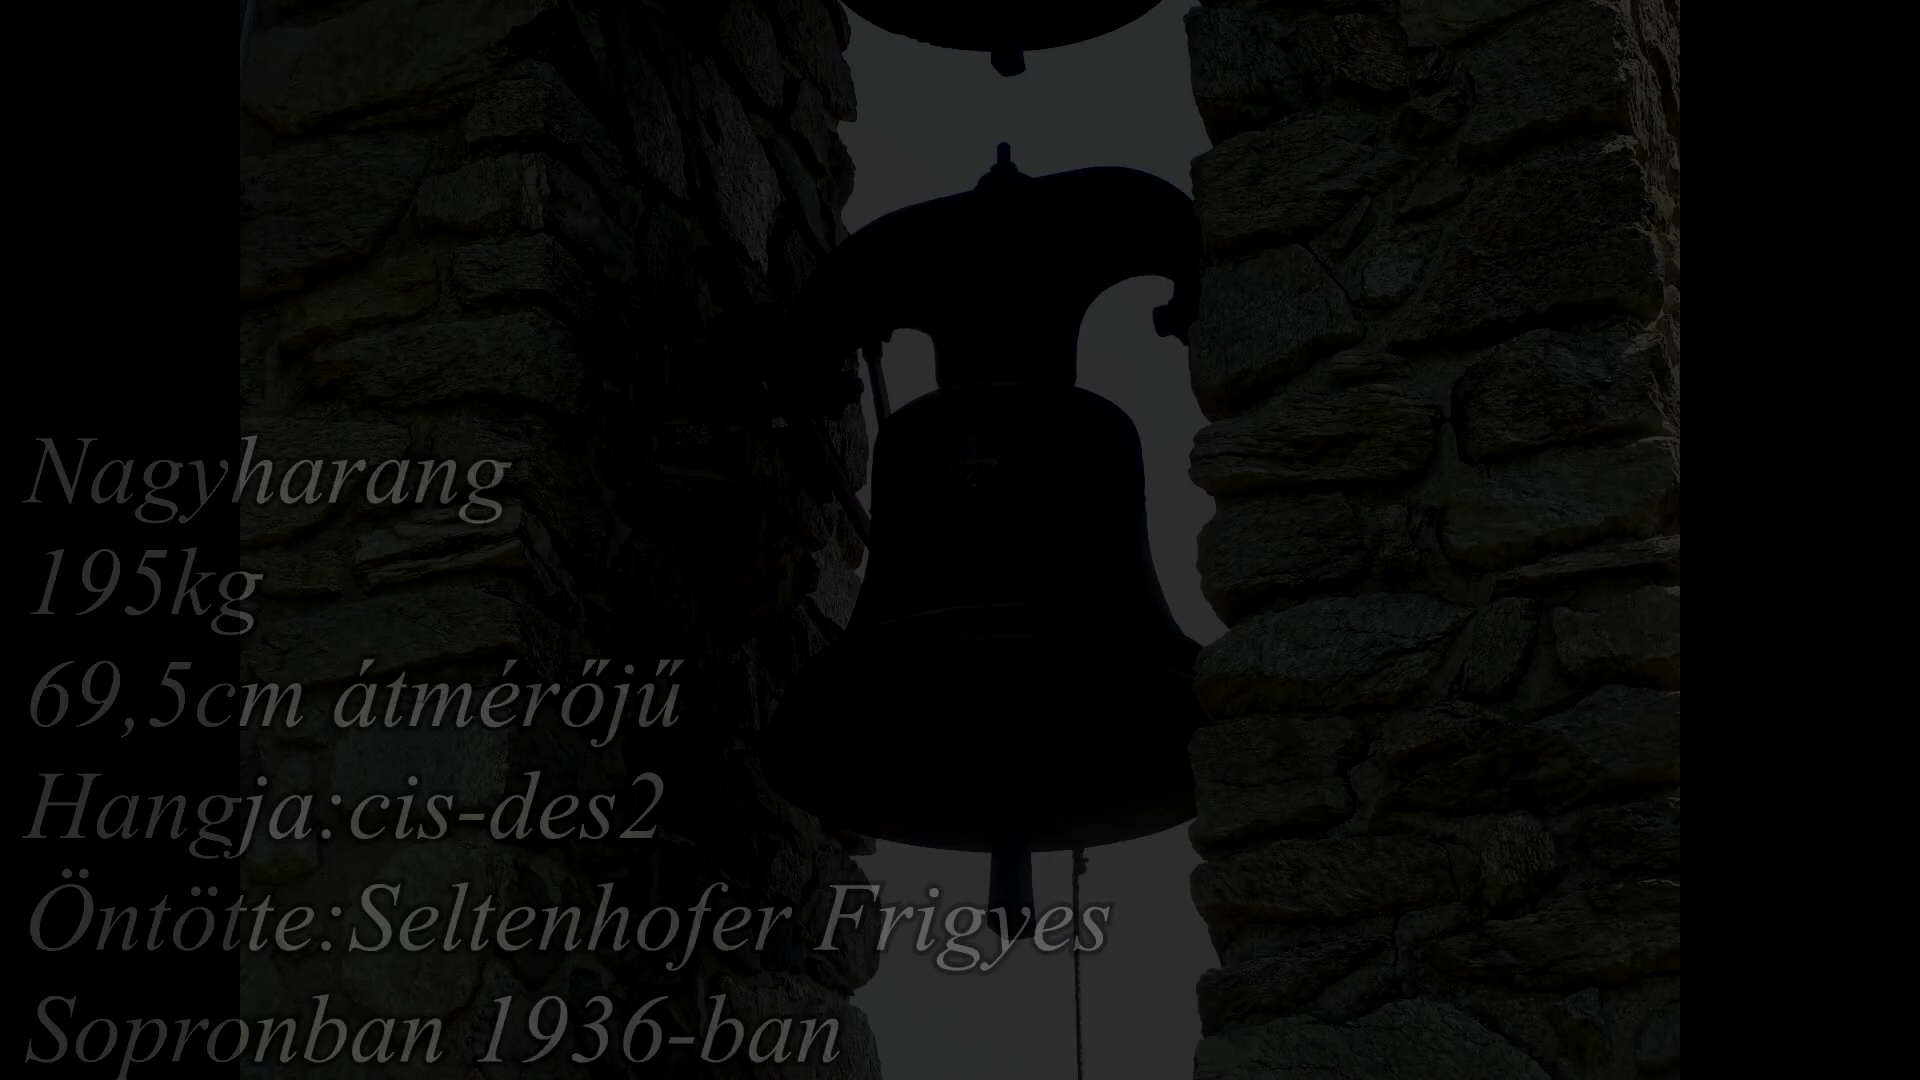 Nagyharang
195kg
69,5cm átmérőjű
Hangja:cis-des2
Öntötte:Seltenhofer Frigyes
Sopronban 1936-ban